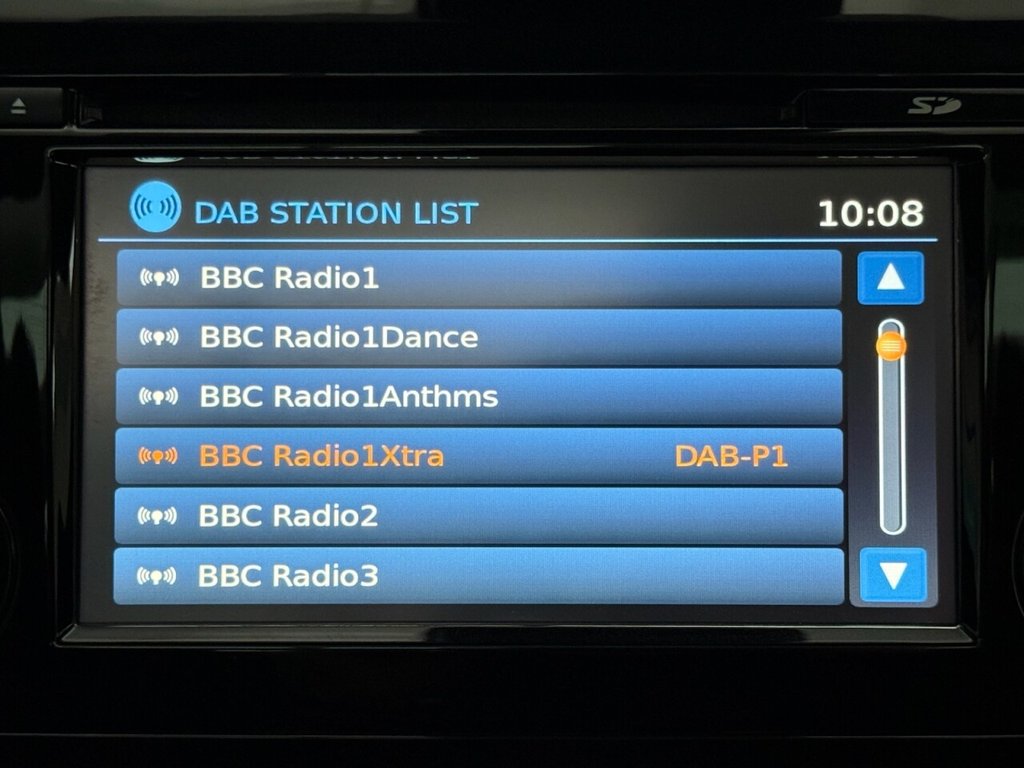 SD
DAB STATION LIST 10:08
BBC Radio1
BBC Radio1Dance
BBC Radio1Anthms
BBC Radio1Xtra DAB-P1
BBC Radio2
BBC Radio3